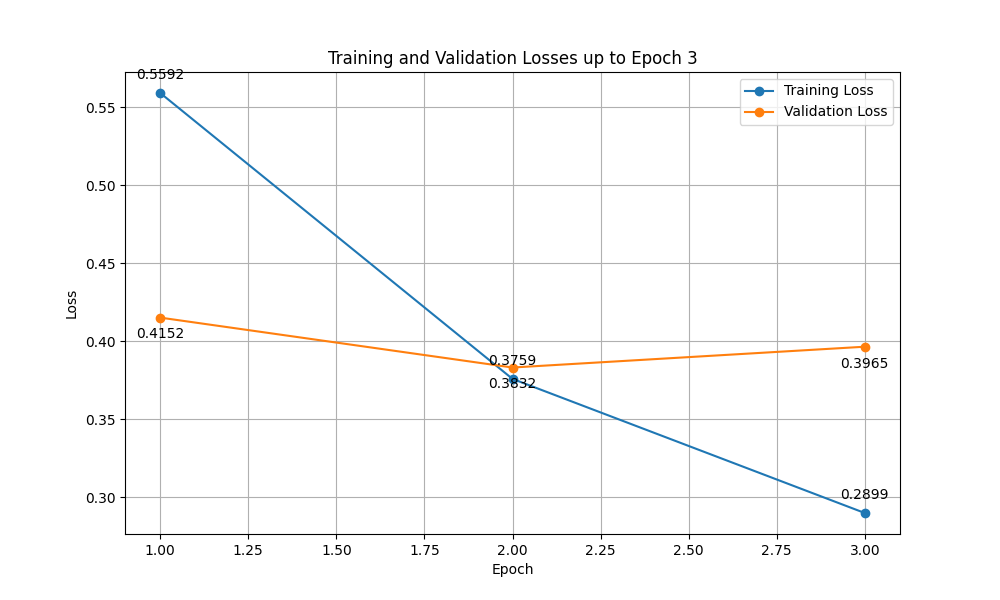 Training and Validation Losses up to Epoch 3
Training Loss
Validation Loss
0.5592
0.4152
0.3759
0.3832
0.3965
0.2899
0.55
0.50
0.45
0.40
0.35
0.30
Loss
1.00 1.25 1.50 1.75 2.00 2.25 2.50 2.75 3.00
Epoch